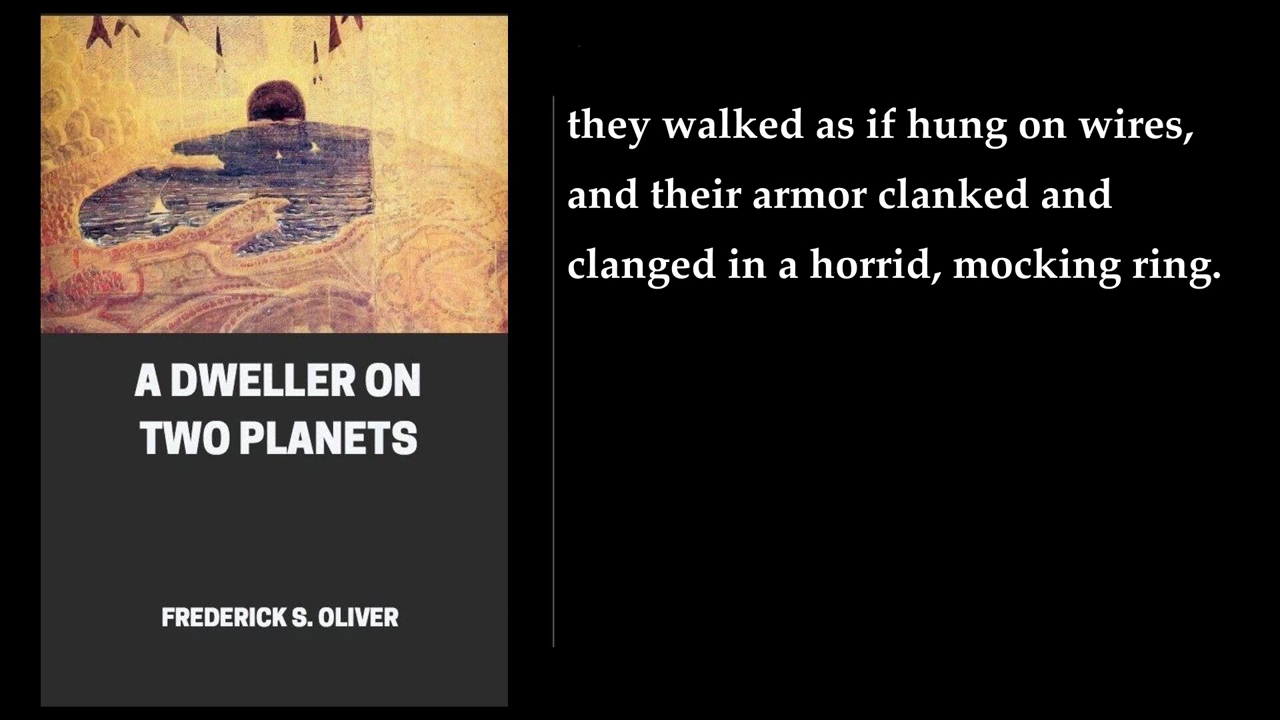 A DWELLER ON
TWO PLANETS
FREDERICK S. OLIVER
they walked as if hung on wires,
and their armor clanked and
clanged in a horrid, mocking ring.